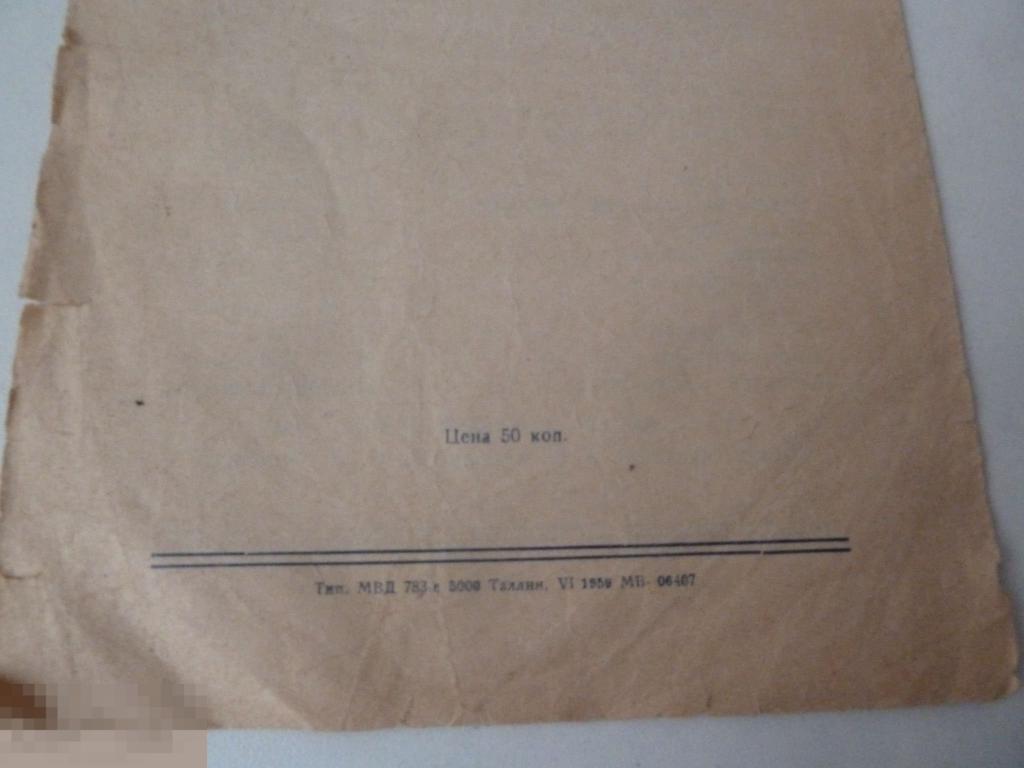 Цена 50 коп.
Тип. МВД 783-к 5000 Таллин, VI 1959 МВ- 06407